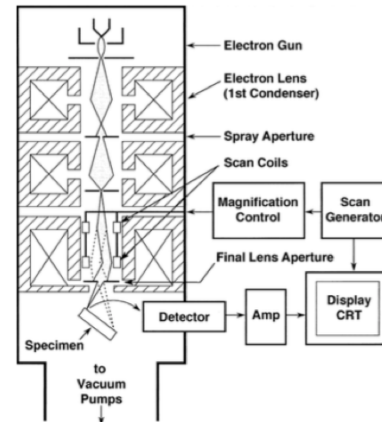 Electron Gun
Electron Lens
(1st Condenser)
Spray Aperture
Scan Coils
Magnification
Control
Scan
Generator
Final Lens Aperture
Detector
Amp
Display
CRT
Specimen
to
Vacuum
Pumps